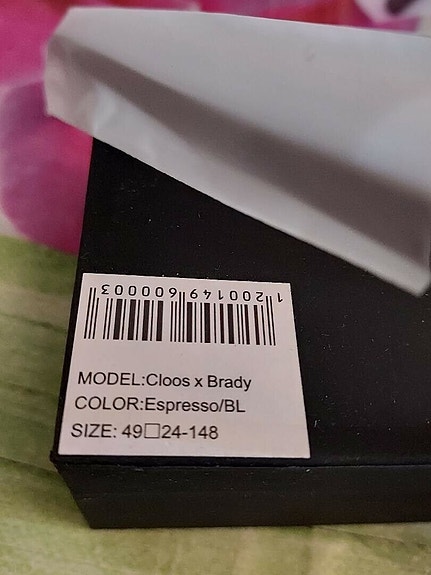 1 200149 600003
MODEL:Cloos x Brady
COLOR:Espresso/BL
SIZE: 49□24-148